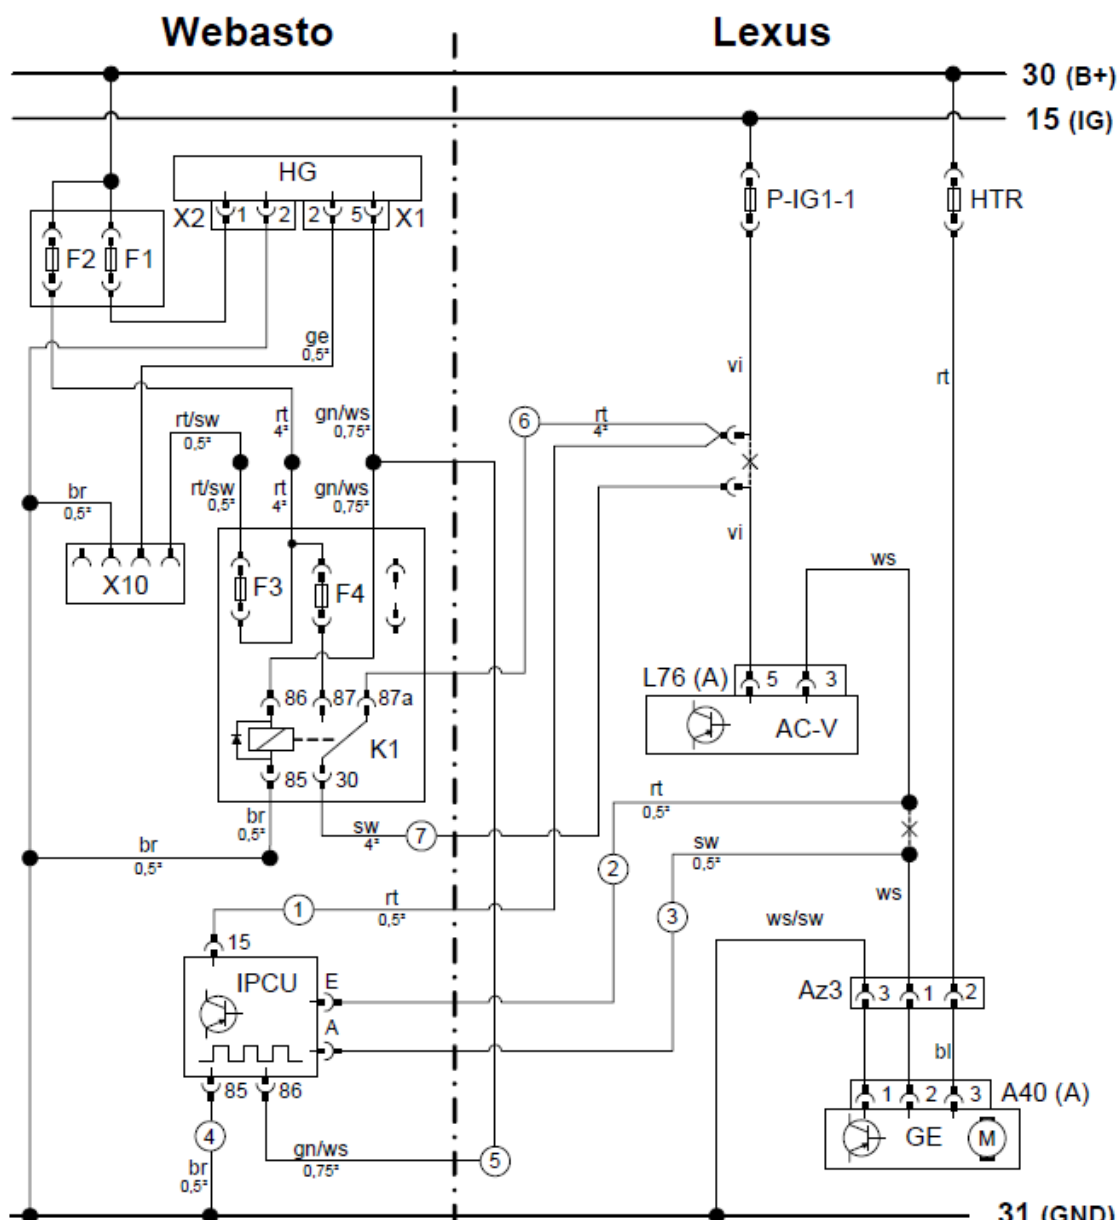 Webasto Lexus
30 (B+)
15 (IG)
HG
X2 1 2 2 5 X1
P-IG1-1 HTR
F2 F1
ge
0,5²
vi rt
rt/sw
0,5²
rt
4²
gn/ws
0,75²
6
rt
4²
rt/sw
0,5²
rt
4²
gn/ws
0,75²
br
0,5²
vi
ws
X10
F3 F4
L76 (A) 5 3
AC-V
86 87 87a
K1
85 30
br
0,5²
sw
4²
7
rt
0,5²
br
0,5²
2
sw
0,5²
1
rt
0,5²
3
ws
ws/sw
15
IPCU
E
A
Az3 3 1 2
bl
85 86
1 2 3 A40 (A)
GE M
4
gn/ws
0,75²
5
br
0,5²
31 (GND)